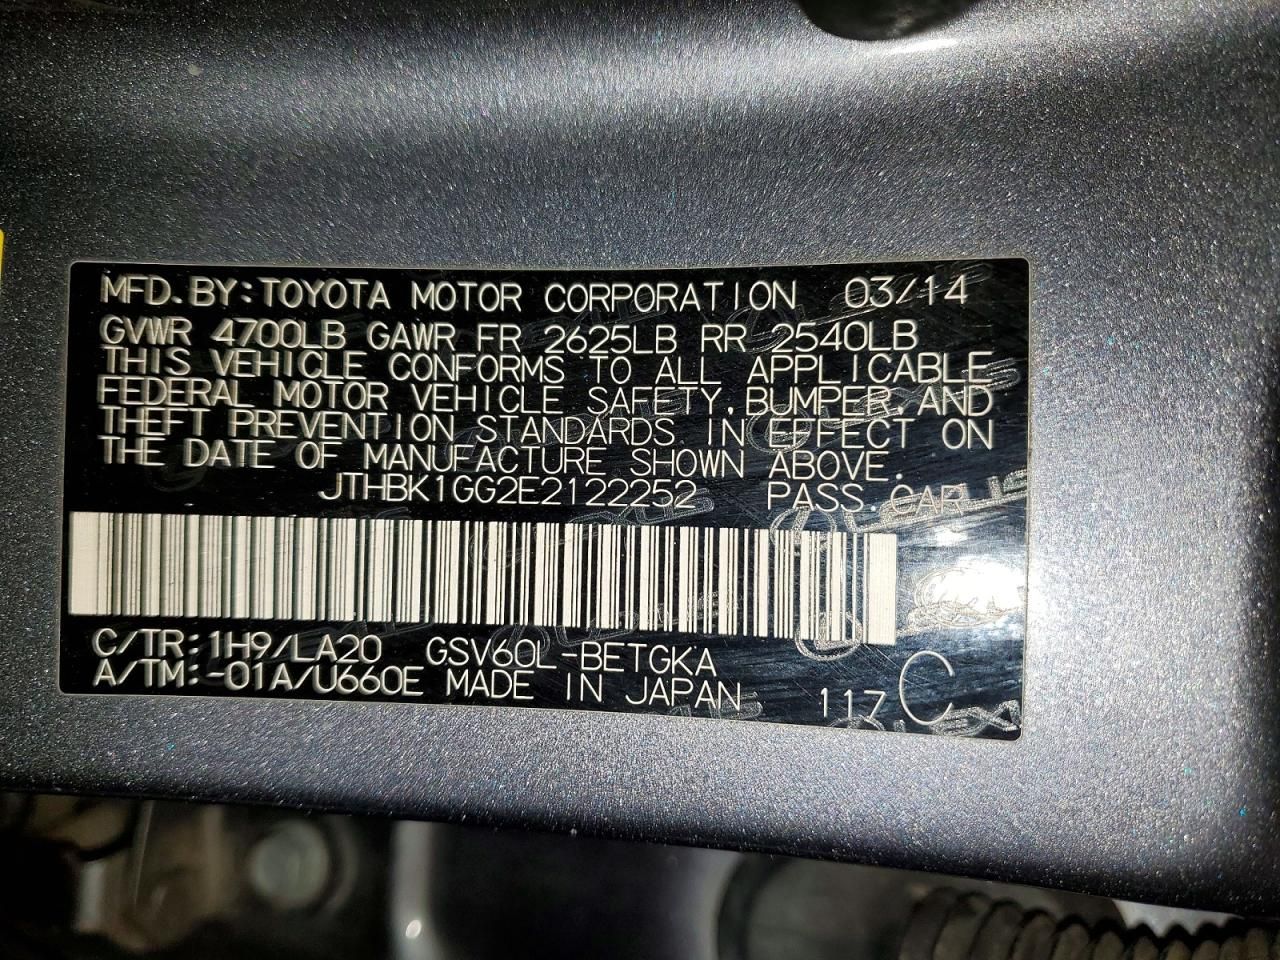 MFD.BY:TOYOTA MOTOR CORPORATION 03/14
GVWR 4700LB GAWR FR 2625LB RR 2540LB
THIS VEHICLE CONFORMS TO ALL APPLICABLE
FEDERAL MOTOR VEHICLE SAFETY,BUMPER,AND
THEFT PREVENTION STANDARDS IN EFFECT ON
THE DATE OF MANUFACTURE SHOWN ABOVE.
JTHBK1GG2E2122252 PASS.CAR
C/TR:1H9/LA20 GSV60L-BETGKA
A/TM:-01A/U660E MADE IN JAPAN 117 C